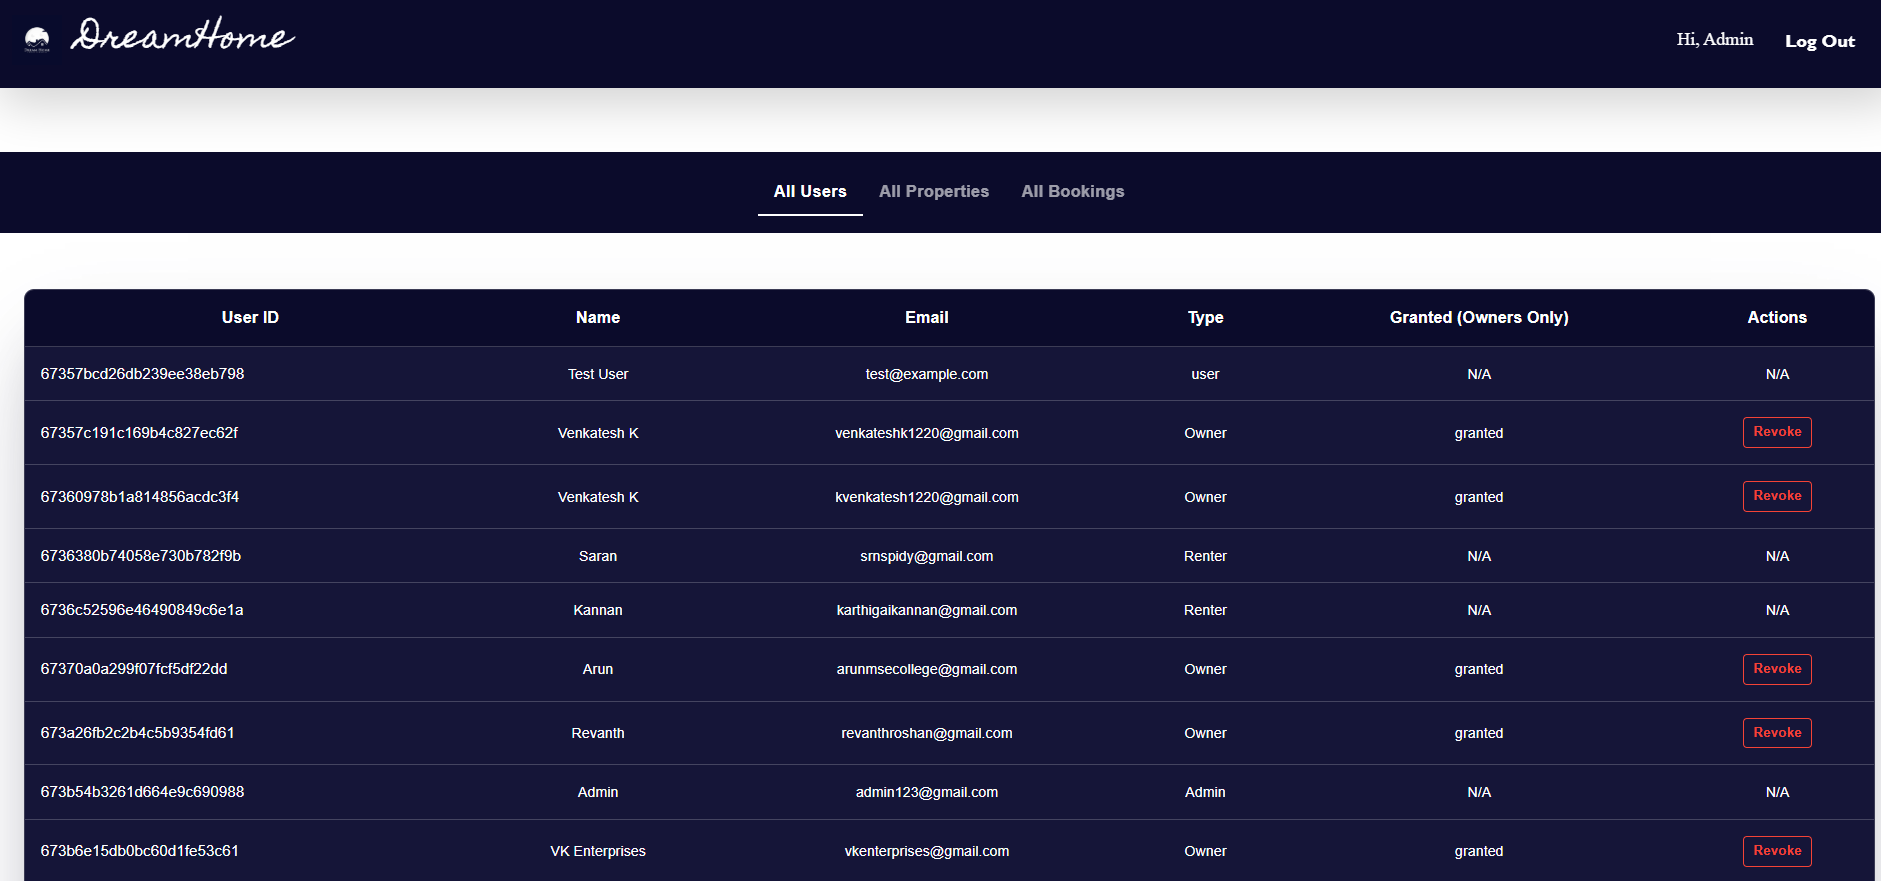 DreamHome
Hi, Admin Log Out
All Users All Properties All Bookings
User ID Name Email Type Granted (Owners Only) Actions
67357bcd26db239ee38eb798 Test User test@example.com user N/A N/A
67357c191c169b4c827ec62f Venkatesh K venkateshk1220@gmail.com Owner granted Revoke
67360978b1a814856acdc3f4 Venkatesh K kvenkatesh1220@gmail.com Owner granted Revoke
6736380b74058e730b782f9b Saran srnspidy@gmail.com Renter N/A N/A
6736c52596e46490849c6e1a Kannan karthigaikannan@gmail.com Renter N/A N/A
67370a0a299f07fcf5df22dd Arun arunmsecollege@gmail.com Owner granted Revoke
673a26fb2c2b4c5b9354fd61 Revanth revanthroshan@gmail.com Owner granted Revoke
673b54b3261d664e9c690988 Admin admin123@gmail.com Admin N/A N/A
673b6e15db0bc60d1fe53c61 VK Enterprises vkenterprises@gmail.com Owner granted Revoke